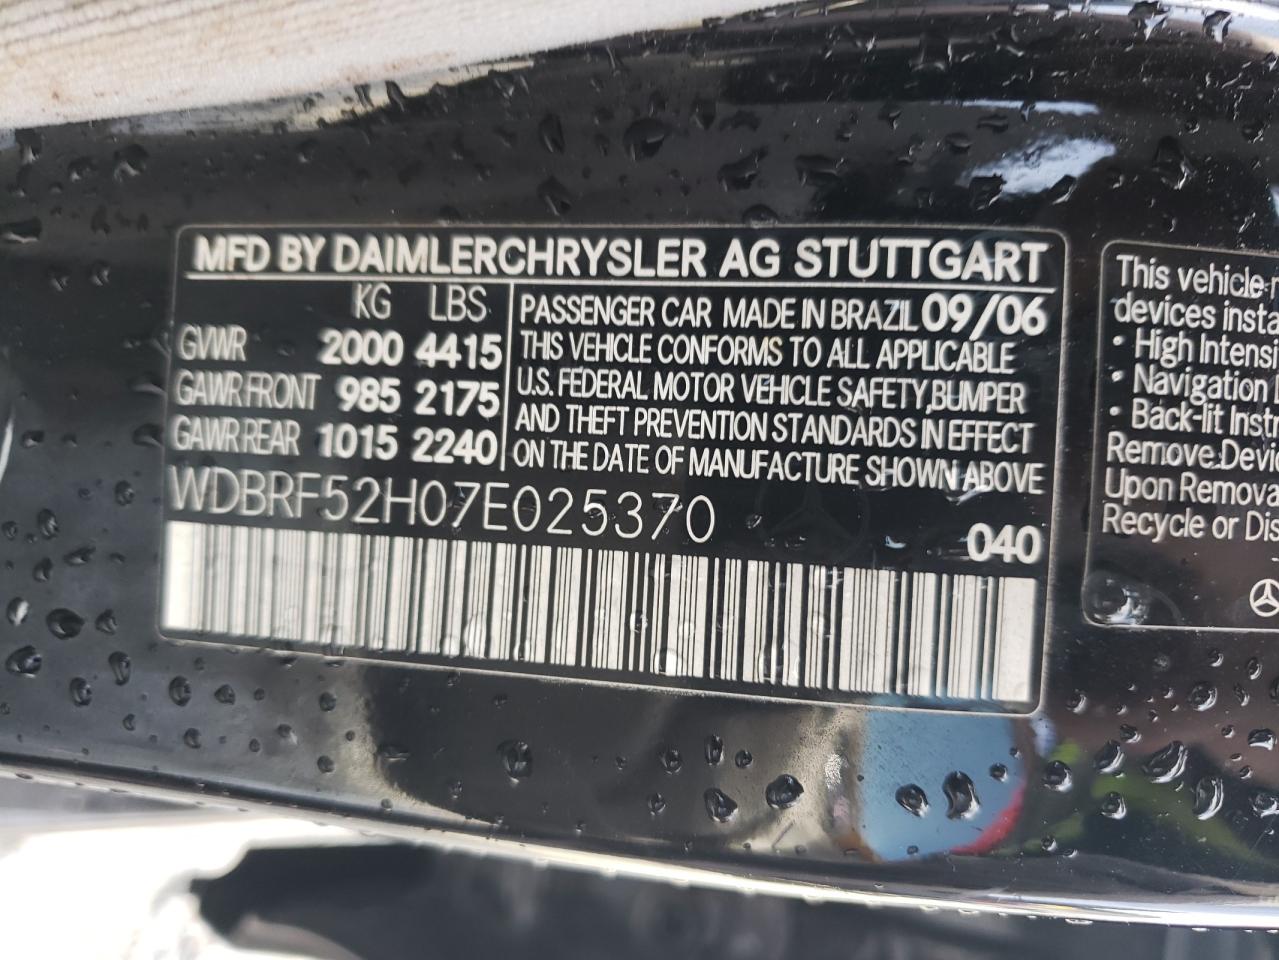 MFD BY DAIMLERCHRYSLER AG STUTTGART
KG LBS
GVWR 2000 4415
GAWR FRONT 985 2175
GAWR REAR 1015 2240
PASSENGER CAR MADE IN BRAZIL 09/06
THIS VEHICLE CONFORMS TO ALL APPLICABLE
U.S. FEDERAL MOTOR VEHICLE SAFETY, BUMPER
AND THEFT PREVENTION STANDARDS IN EFFECT
ON THE DATE OF MANUFACTURE SHOWN ABOVE
WDBRF52H07E025370
040
This vehicle
devices insta
• High Intensi
• Navigation
• Back-lit Instr
Remove Devic
Upon Remova
Recycle or Dis